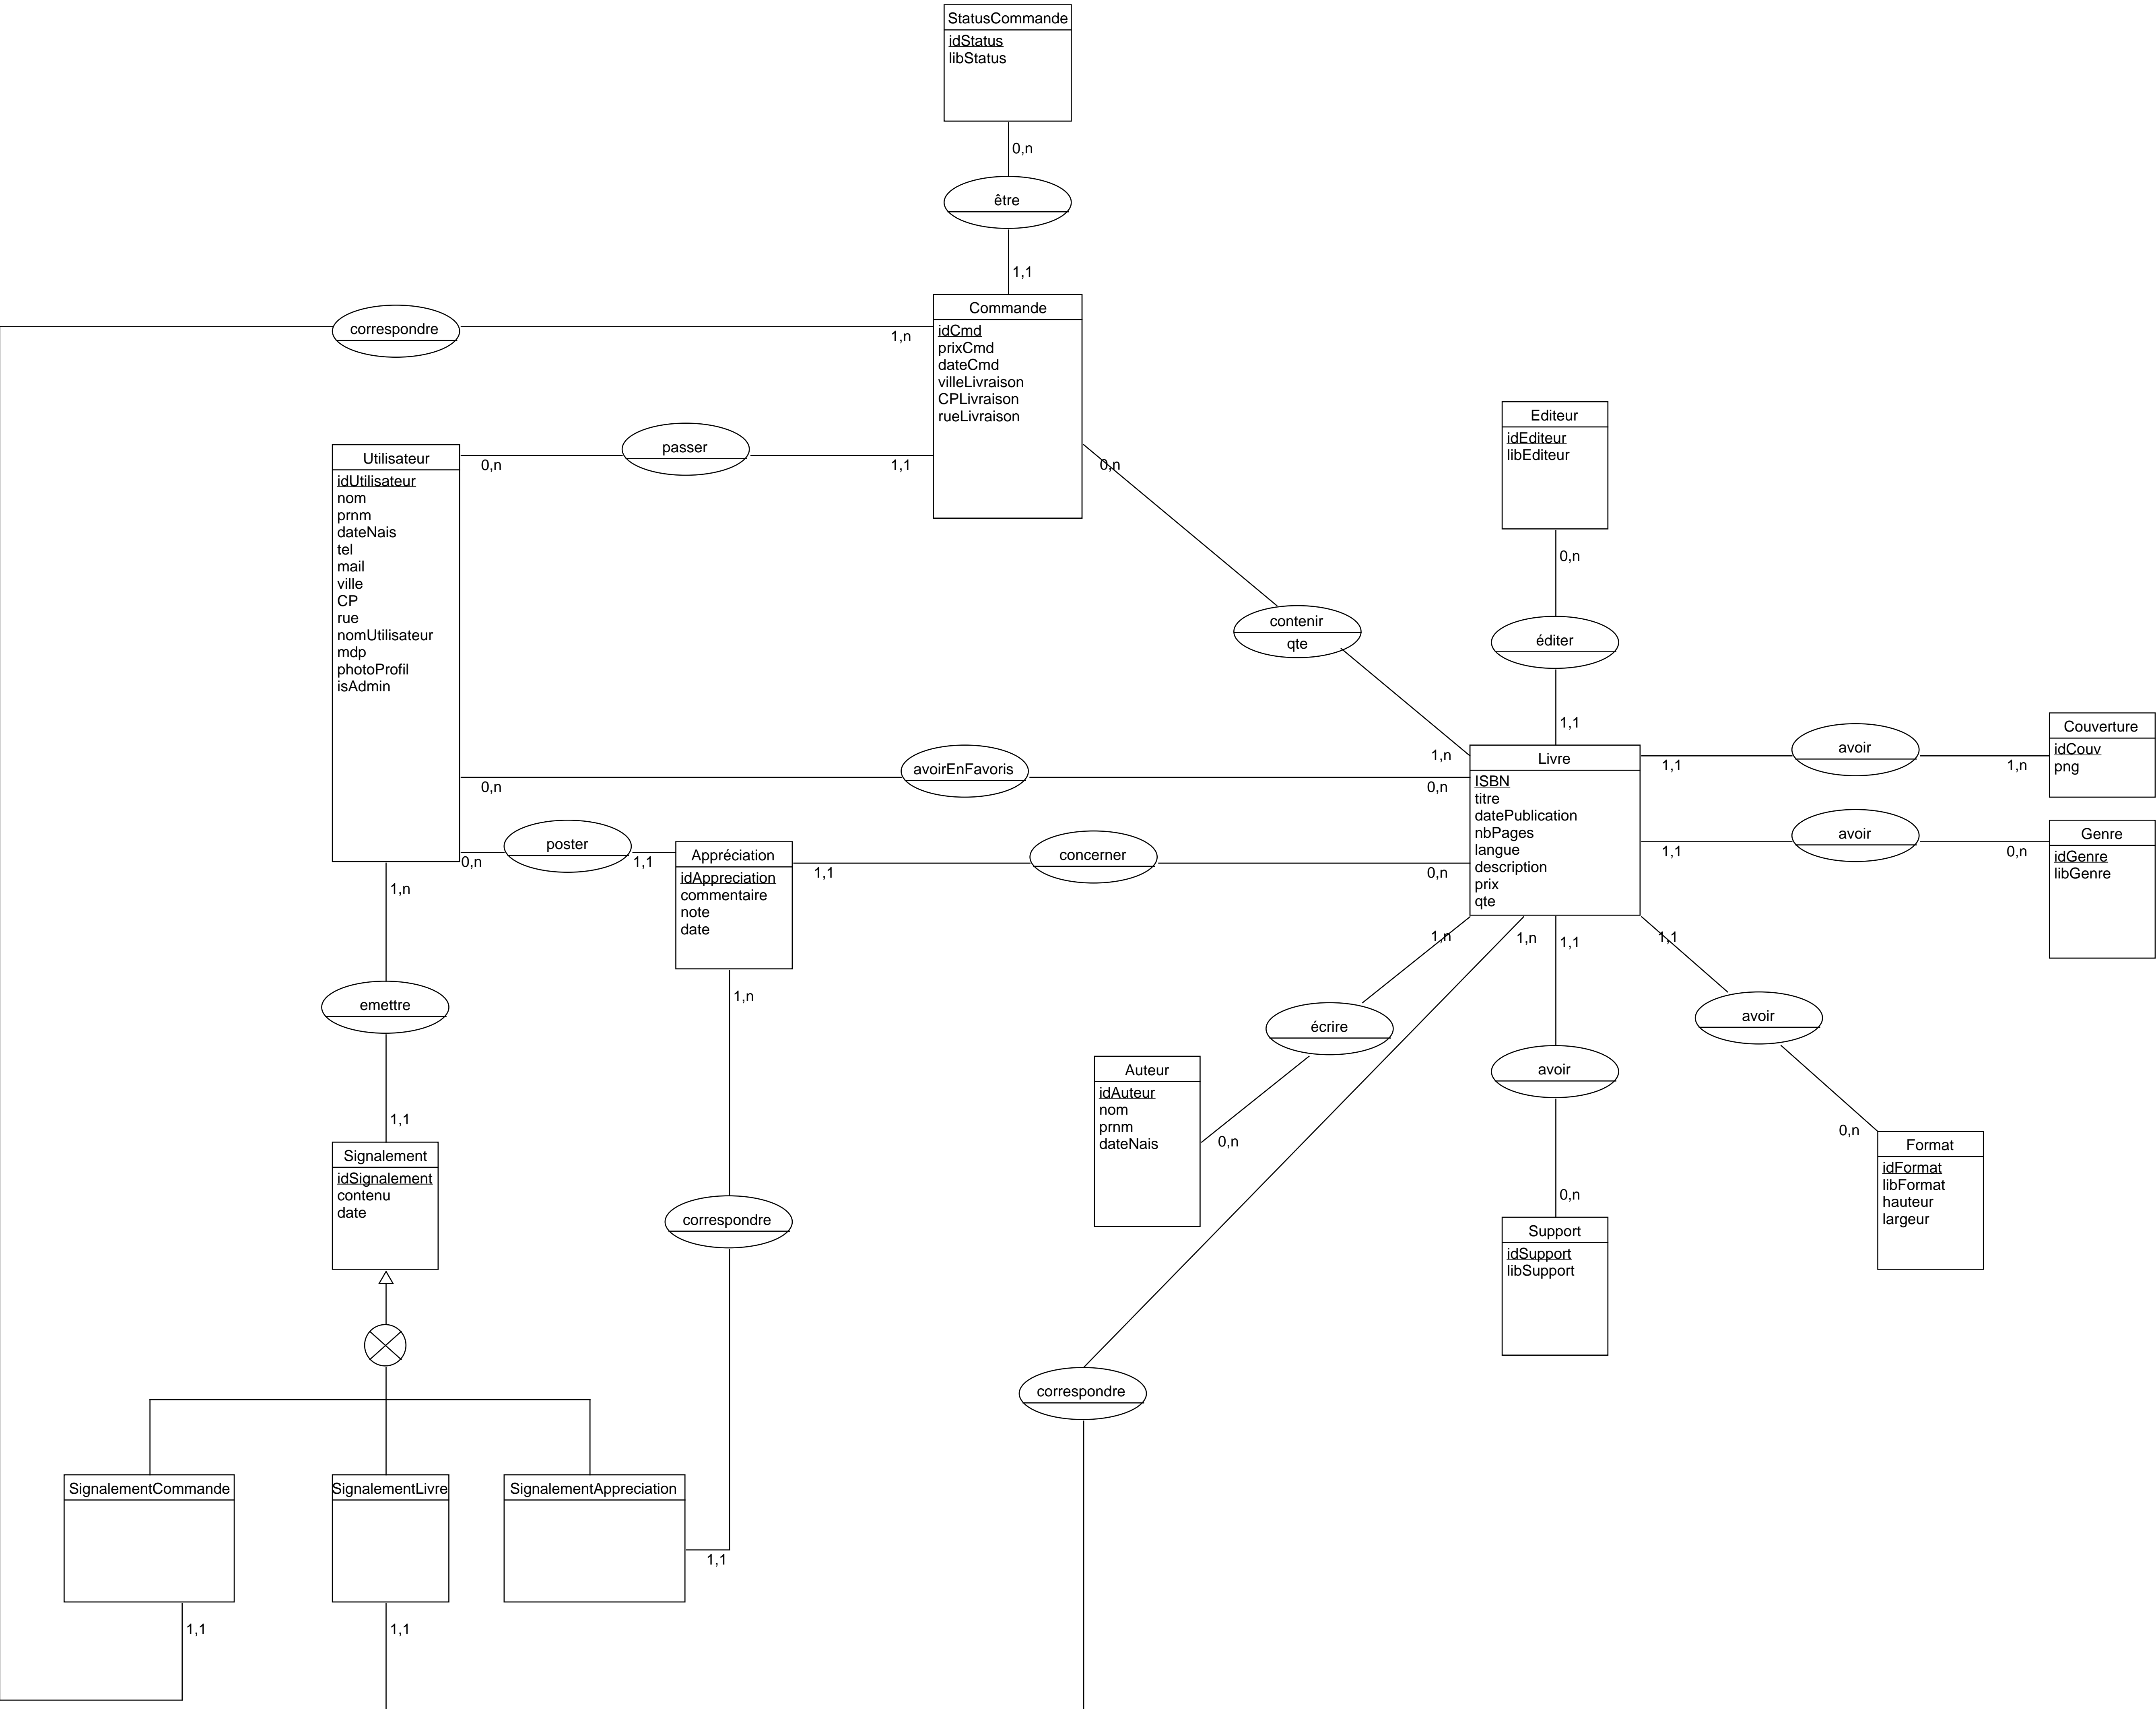 StatusCommande
idStatus
libStatus
0,n
être
1,1
correspondre
1,n
Commande
idCmd
prixCmd
dateCmd
villeLivraison
CPLivraison
rueLivraison
passer
0,n
1,1
0,n
Utilisateur
idUtilisateur
nom
prnm
dateNais
tel
mail
ville
CP
rue
nomUtilisateur
mdp
photoProfil
isAdmin
Editeur
idEditeur
libEditeur
0,n
contenir
qte
éditer
1,1
1,n
avoirEnFavoris
0,n
0,n
Livre
ISBN
titre
datePublication
nbPages
langue
description
prix
qte
avoir
1,1
1,n
Couverture
idCouv
png
avoir
1,1
0,n
Genre
idGenre
libGenre
poster
0,n
1,1
Appréciation
idAppreciation
commentaire
note
date
concerner
1,1
0,n
1,n
1,n
1,n
1,n
1,1
1,1
emettre
écrire
avoir
avoir
1,1
Auteur
idAuteur
nom
prnm
dateNais
0,n
0,n
0,n
Format
idFormat
libFormat
hauteur
largeur
Signalement
idSignalement
contenu
date
correspondre
Support
idSupport
libSupport
correspondre
SignalementCommande
SignalementLivre
SignalementAppreciation
1,1
1,1
1,1